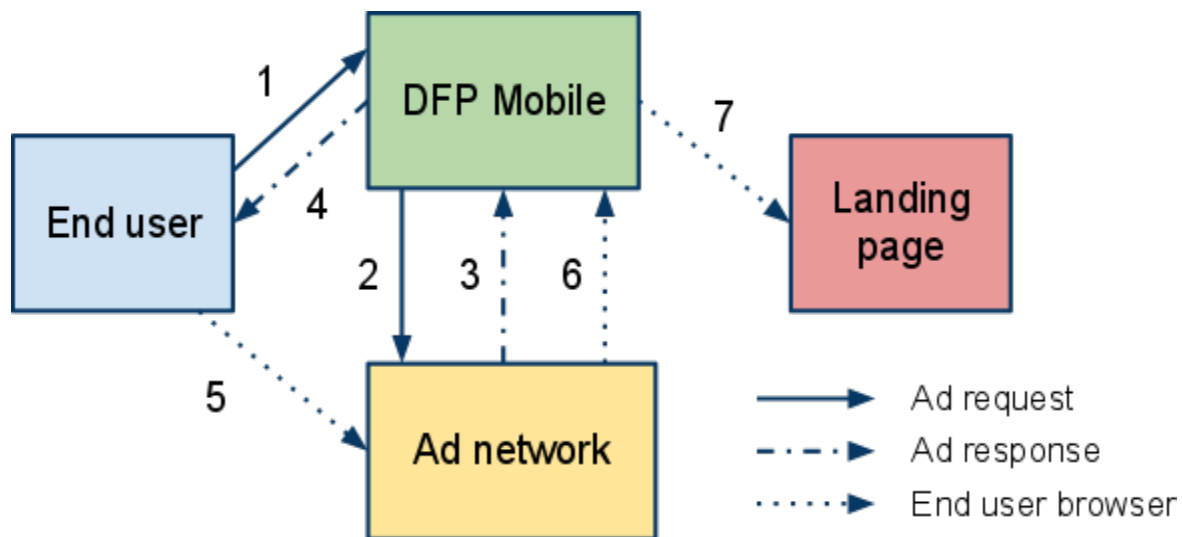 1
DFP Mobile
7
End user
4
Landing
page
2
3
6
5
Ad network
Ad request
Ad response
End user browser